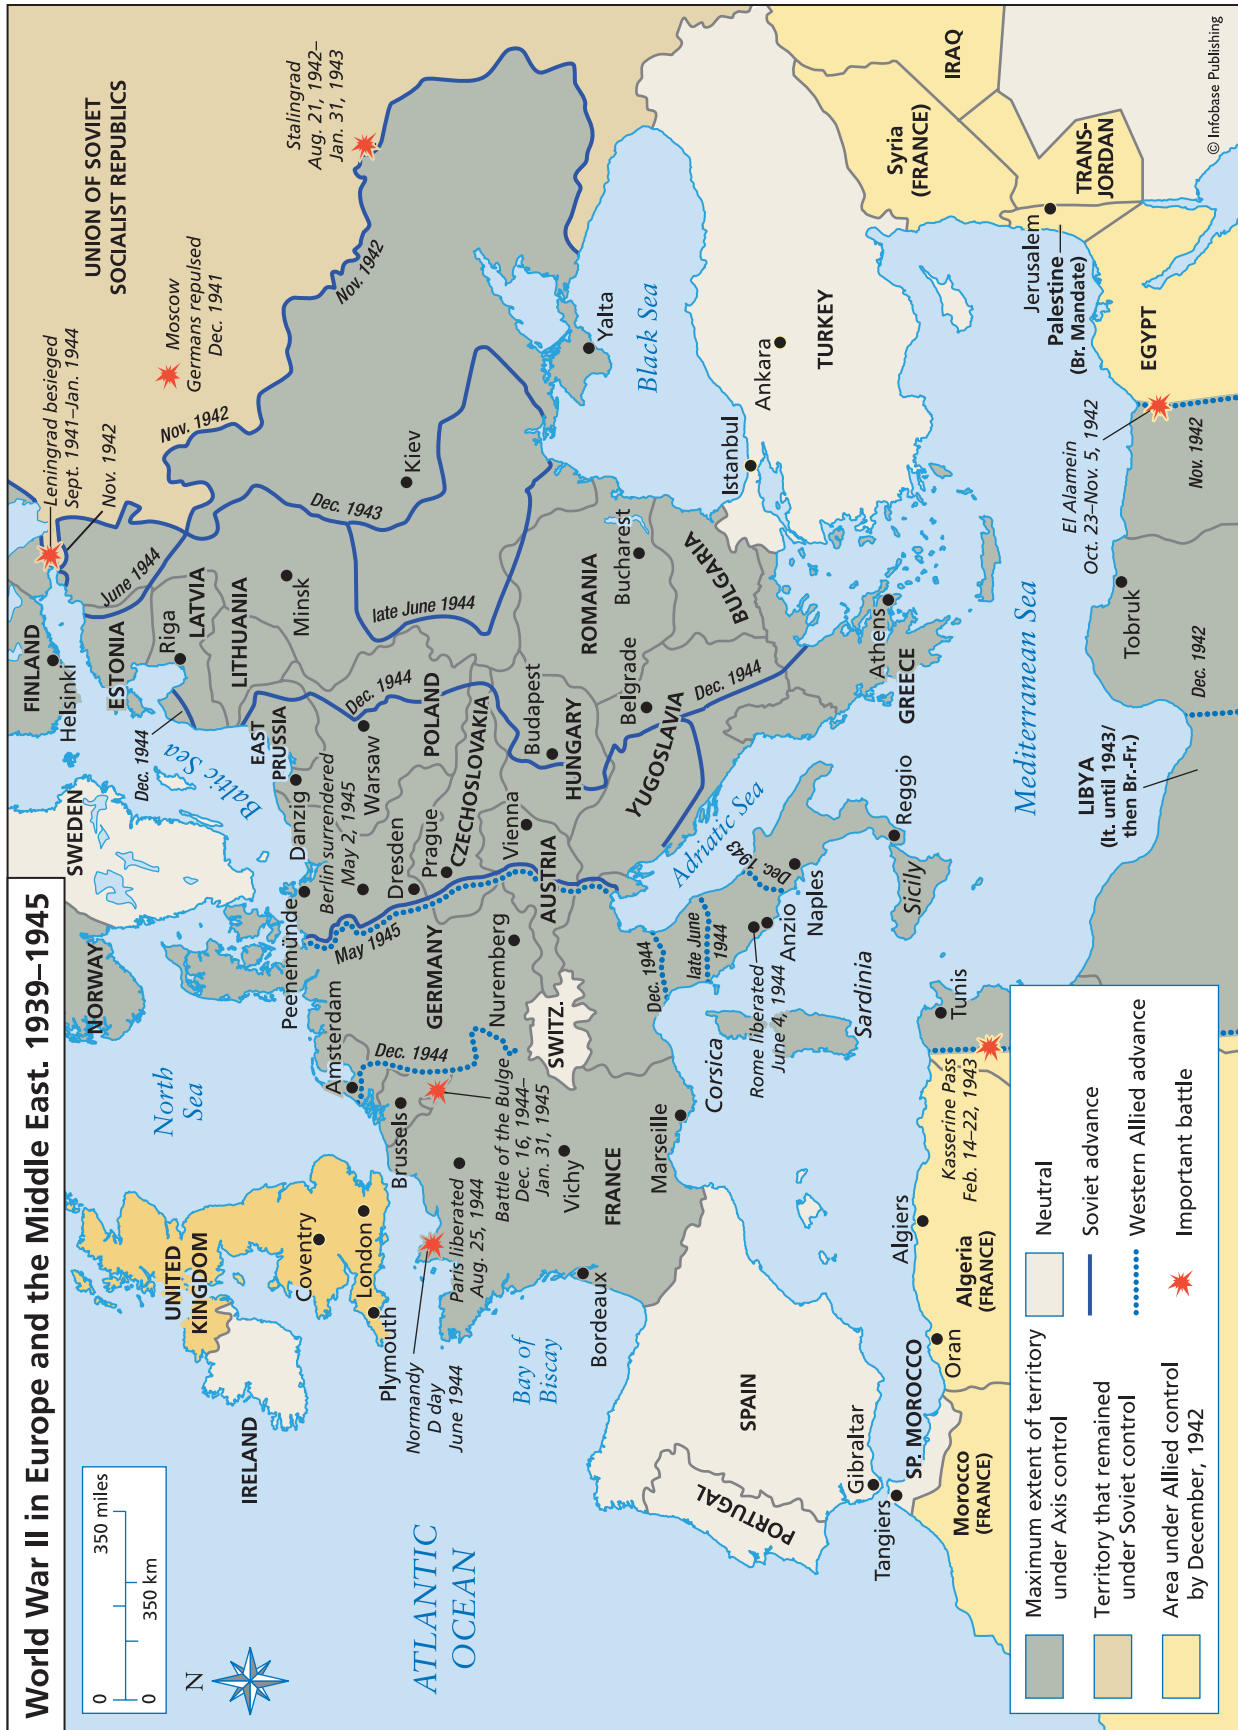 World War II in Europe and the Middle East. 1939–1945
0
350 miles
0
350 km
N
ATLANTIC
OCEAN
North
Sea
Baltic Sea
Bay of
Biscay
Adriatic Sea
Black Sea
Mediterranean Sea
NORWAY
SWEDEN
FINLAND
Helsinki
ESTONIA
Riga
LATVIA
LITHUANIA
EAST
PRUSSIA
UNION OF SOVIET
SOCIALIST REPUBLICS
Leningrad besieged
Sept. 1941–Jan. 1944
Nov. 1942
Moscow
Germans repulsed
Dec. 1941
Stalingrad
Aug. 21, 1942–
Jan. 31, 1943
Nov. 1942
Nov. 1942
June 1944
Dec. 1943
late June 1944
Dec. 1944
Dec. 1944
Dec. 1944
Minsk
Kiev
Yalta
IRELAND
UNITED
KINGDOM
Coventry
London
Plymouth
Normandy
D day
June 1944
Paris liberated
Aug. 25, 1944
Brussels
Amsterdam
Peenemünde
Danzig
Berlin surrendered
May 2, 1945
Warsaw
POLAND
Dresden
Prague
CZECHOSLOVAKIA
GERMANY
May 1945
Dec. 1944
Nuremberg
Vienna
AUSTRIA
Budapest
HUNGARY
Battle of the Bulge
Dec. 16, 1944–
Jan. 31, 1945
Vichy
FRANCE
SWITZ.
Bordeaux
Marseille
Corsica
Sardinia
Sicily
Reggio
Rome liberated
June 4, 1944
Anzio
Naples
Dec. 1943
late June
1944
Dec. 1944
YUGOSLAVIA
Belgrade
ROMANIA
Bucharest
BULGARIA
GREECE
Athens
Istanbul
Ankara
TURKEY
SPAIN
PORTUGAL
Gibraltar
Tangiers
SP. MOROCCO
Morocco
(FRANCE)
Oran
Algiers
Algeria
(FRANCE)
Kasserine Pass
Feb. 14–22, 1943
Tunis
LIBYA
(It. until 1943/
then Br.-Fr.)
Tobruk
Dec. 1942
Nov. 1942
El Alamein
Oct. 23–Nov. 5, 1942
EGYPT
Jerusalem
Palestine
(Br. Mandate)
TRANS-
JORDAN
Syria
(FRANCE)
IRAQ
Maximum extent of territory
under Axis control
Territory that remained
under Soviet control
Area under Allied control
by December, 1942
Neutral
Soviet advance
Western Allied advance
Important battle
© Infobase Publishing